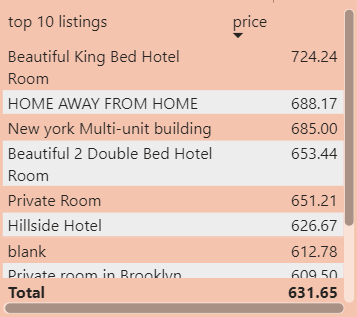 top 10 listings price
Beautiful King Bed Hotel 724.24
Room
HOME AWAY FROM HOME 688.17
New york Multi-unit building 685.00
Beautiful 2 Double Bed Hotel 653.44
Room
Private Room 651.21
Hillside Hotel 626.67
blank 612.78
Private room in Brooklyn 609.50
Total 631.65